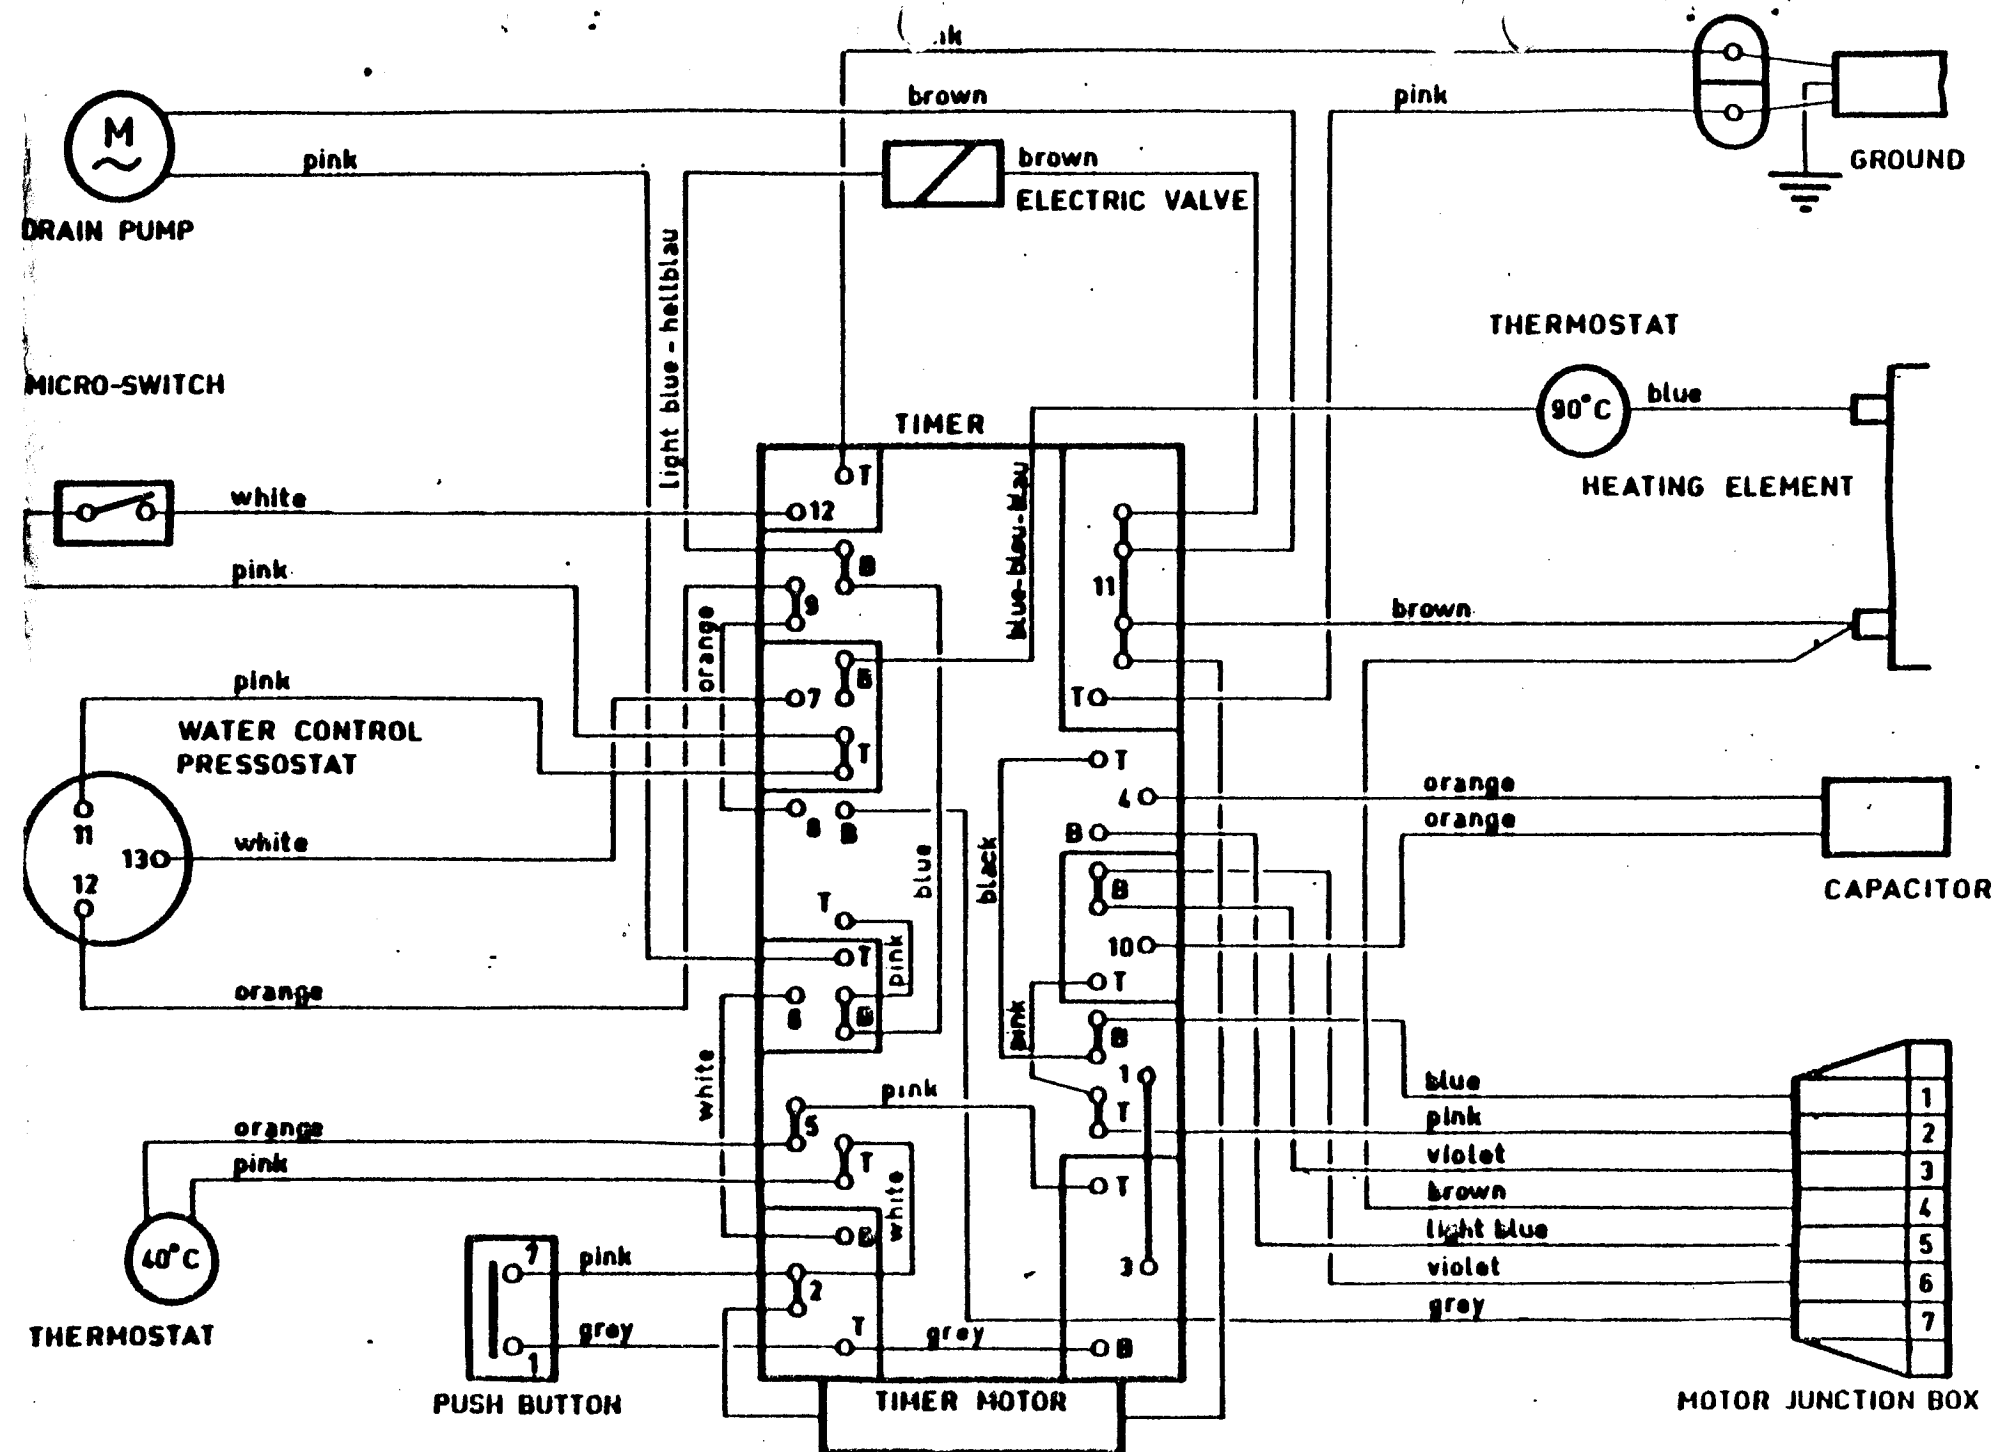 brown
pink
M
pink
brown
GROUND
ELECTRIC VALVE
DRAIN PUMP
light blue - hellblau
THERMOSTAT
MICRO-SWITCH
90°C
blue
TIMER
T
HEATING ELEMENT
white
12
blue-bleu-blau
B
pink
11
9
brown
orange
pink
7
T
WATER CONTROL
PRESSOSTAT
T
T
orange
4
11
8
B
B
orange
13
white
blue
black
12
B
CAPACITOR
T
10
T
pink
orange
T
6
pink
B
white
1
blue
1
pink
T
pink
2
orange
5
violet
3
pink
T
T
brown
4
white
light blue
5
40°C
7
pink
3
violet
6
2
grey
7
THERMOSTAT
grey
T
grey
B
1
PUSH BUTTON
TIMER MOTOR
MOTOR JUNCTION BOX